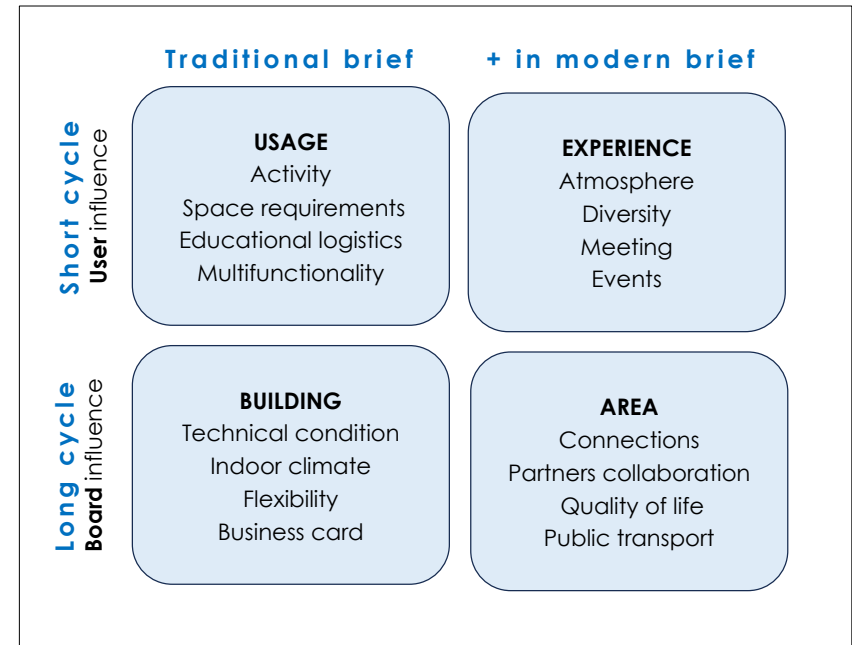 Traditional brief
+ in modern brief
Short cycle
User influence
USAGE
Activity
Space requirements
Educational logistics
Multifunctionality
EXPERIENCE
Atmosphere
Diversity
Meeting
Events
Long cycle
Board influence
BUILDING
Technical condition
Indoor climate
Flexibility
Business card
AREA
Connections
Partners collaboration
Quality of life
Public transport